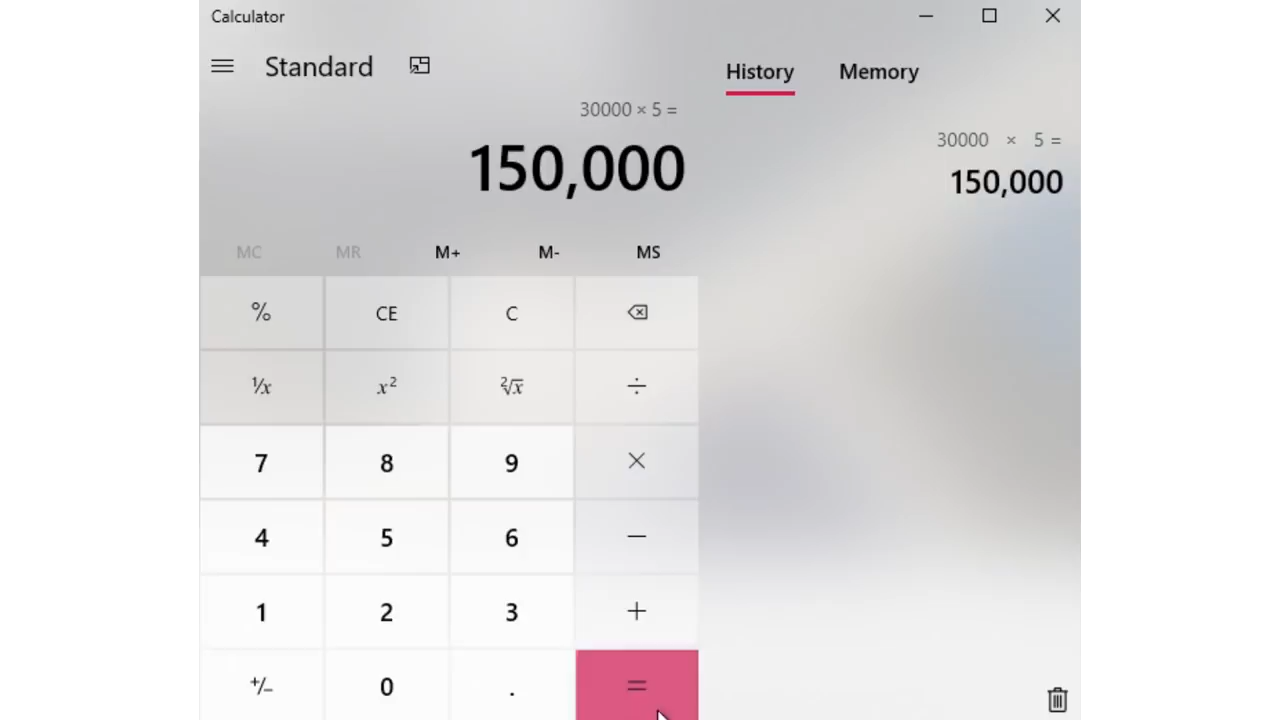 Calculator
Standard
History Memory
30000 × 5 =
150,000
30000 × 5 =
150,000
MC MR M+ M- MS
% CE C
¹/x x² ²√x ÷
7 8 9 ×
4 5 6 −
1 2 3 +
+/− 0 . =